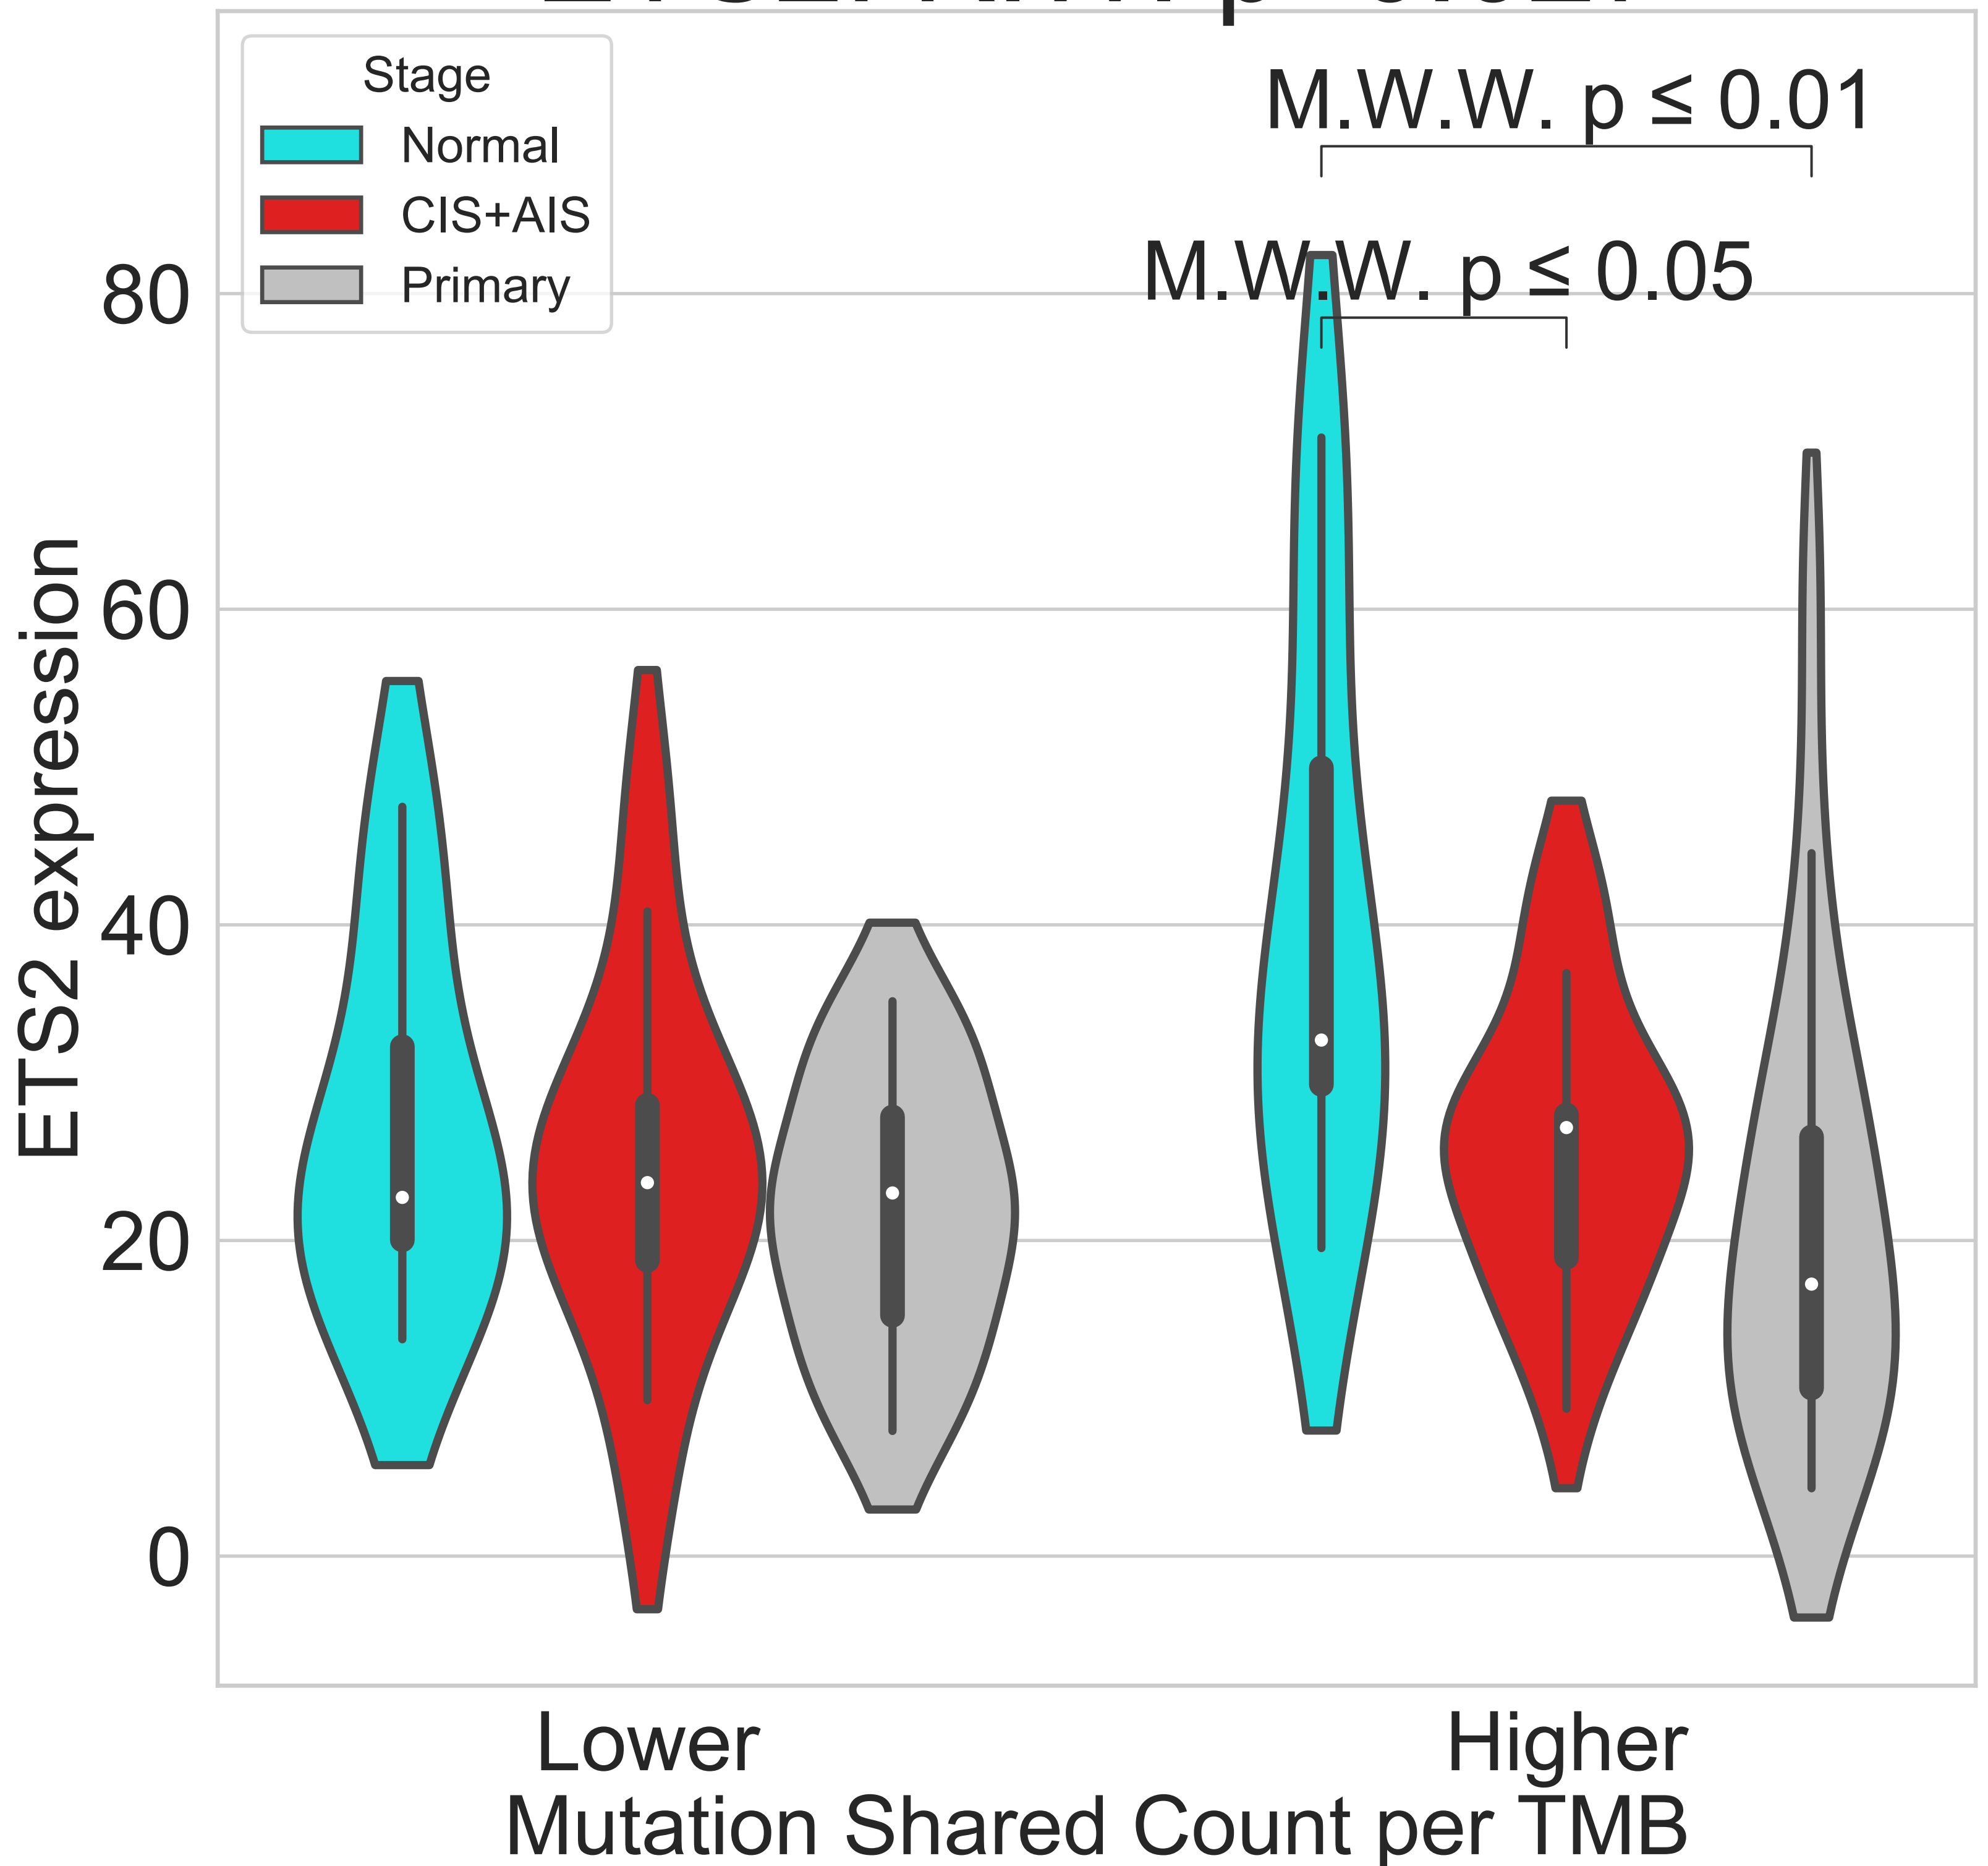 Stage
Normal
CIS+AIS
Primary
M.W.W. p ≤ 0.01
M.W.W. p ≤ 0.05
80
60
40
20
0
ETS2 expression
Lower
Higher
Mutation Shared Count per TMB